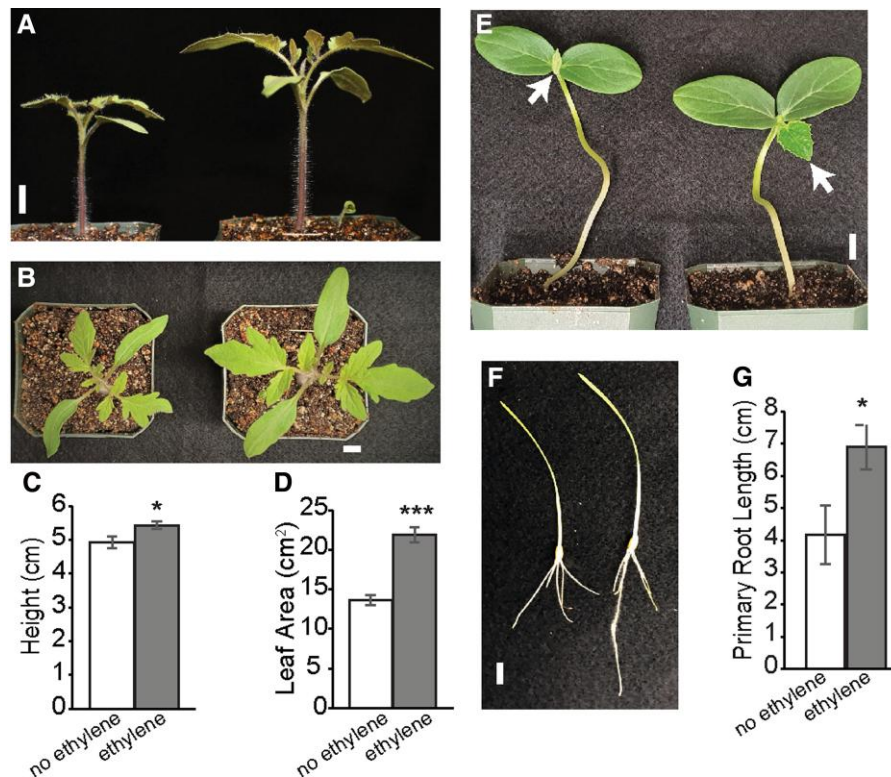 A
B
C
Height (cm)
6
5
4
3
2
1
0
*
no ethylene
ethylene
D
Leaf Area (cm²)
25
20
15
10
5
0
***
no ethylene
ethylene
E
F
G
Primary Root Length (cm)
8
7
6
5
4
3
2
1
0
*
no ethylene
ethylene